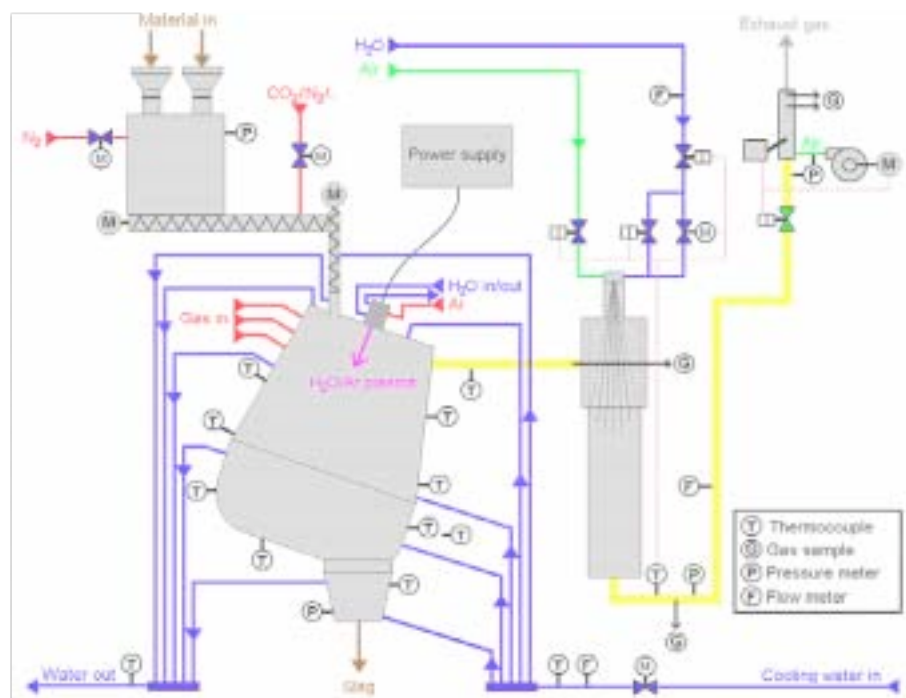 Material in
H₂O
Air
Exhaust gas
CO₂/N₂/.
G
F
N₂
P
M
Power supply
M
Air
M
P
M
M
M
H₂O in/out
Ar
Gas in
H₂O/Ar plasma
G
T
T
T
T
T
T
T
T
T
F
T
T
P
T
P
G
T Thermocouple
G Gas sample
P Pressure meter
F Flow meter
Water out
T
Slag
T
F
M
Cooling water in